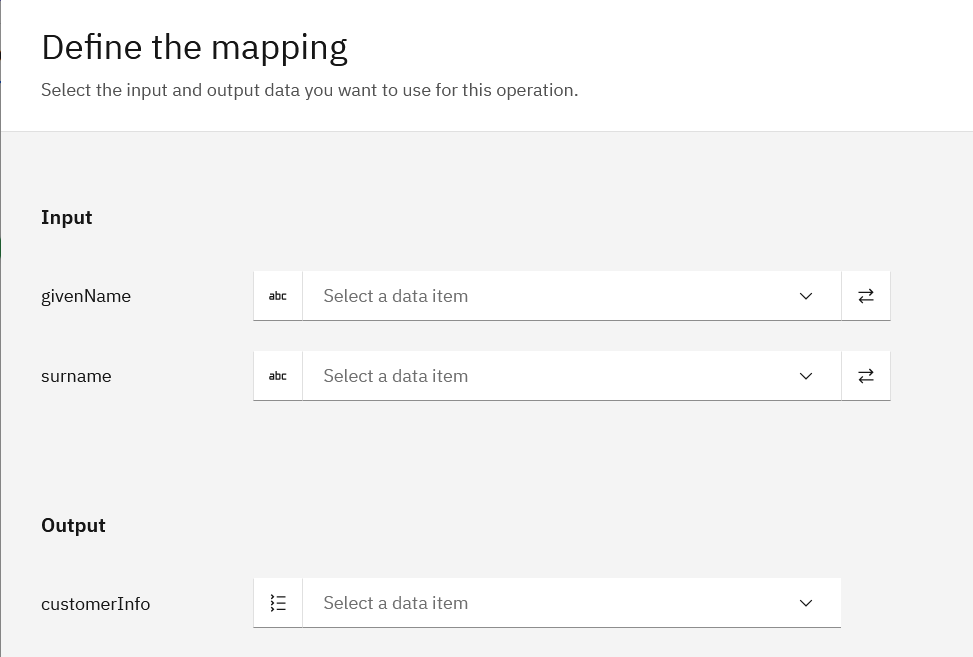 Define the mapping
Select the input and output data you want to use for this operation.
Input
givenName abc Select a data item
surname abc Select a data item
Output
customerInfo Select a data item